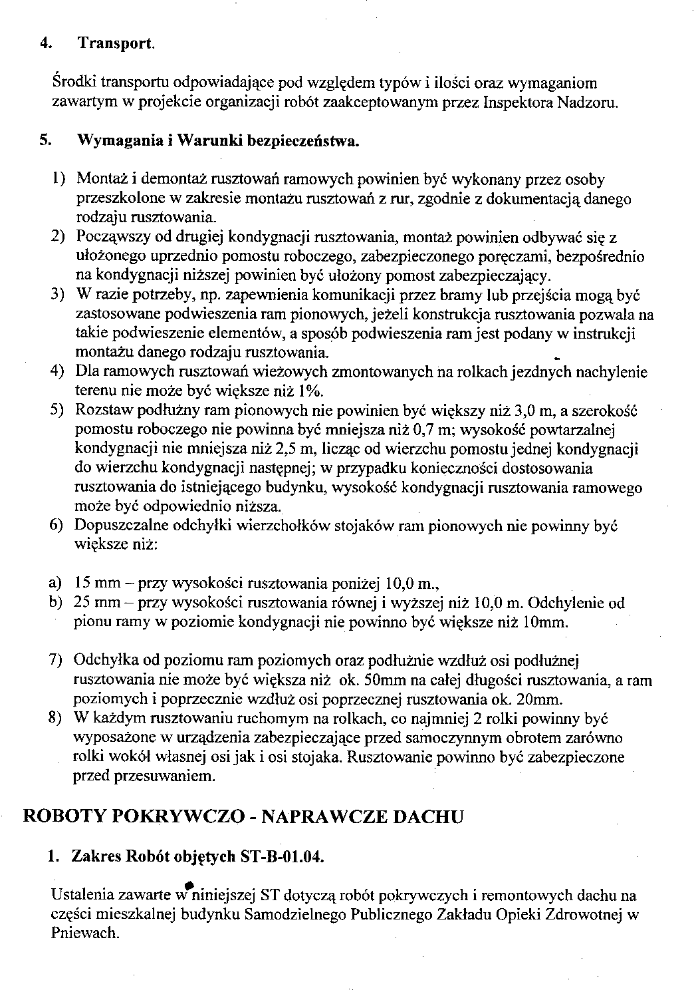 4. Transport.
Środki transportu odpowiadające pod względem typów i ilości oraz wymaganiom
zawartym w projekcie organizacji robót zaakceptowanym przez Inspektora Nadzoru.
5. Wymagania i Warunki bezpieczeństwa.
1) Montaż i demontaż rusztowań ramowych powinien być wykonany przez osoby
przeszkolone w zakresie montażu rusztowań z rur, zgodnie z dokumentacją danego
rodzaju rusztowania.
2) Począwszy od drugiej kondygnacji rusztowania, montaż powinien odbywać się z
ułożonego uprzednio pomostu roboczego, zabezpieczonego poręczami, bezpośrednio
na kondygnacji niższej powinien być ułożony pomost zabezpieczający.
3) W razie potrzeby, np. zapewnienia komunikacji przez bramy lub przejścia mogą być
zastosowane podwieszenia ram pionowych, jeżeli konstrukcja rusztowania pozwala na
takie podwieszenie elementów, a sposób podwieszenia ram jest podany w instrukcji
montażu danego rodzaju rusztowania.
4) Dla ramowych rusztowań wieżowych zmontowanych na rolkach jezdnych nachylenie
terenu nie może być większe niż 1%.
5) Rozstaw podłużny ram pionowych nie powinien być większy niż 3,0 m, a szerokość
pomostu roboczego nie powinna być mniejsza niż 0,7 m; wysokość powtarzalnej
kondygnacji nie mniejsza niż 2,5 m, licząc od wierzchu pomostu jednej kondygnacji
do wierzchu kondygnacji następnej; w przypadku konieczności dostosowania
rusztowania do istniejącego budynku, wysokość kondygnacji rusztowania ramowego
może być odpowiednio niższa.
6) Dopuszczalne odchyłki wierzchołków stojaków ram pionowych nie powinny być
większe niż:
a) 15 mm – przy wysokości rusztowania poniżej 10,0 m.,
b) 25 mm – przy wysokości rusztowania równej i wyższej niż 10,0 m. Odchylenie od
pionu ramy w poziomie kondygnacji nie powinno być większe niż 10mm.
7) Odchyłka od poziomu ram poziomych oraz podłużnie wzdłuż osi podłużnej
rusztowania nie może być większa niż ok. 50mm na całej długości rusztowania, a ram
poziomych i poprzecznie wzdłuż osi poprzecznej rusztowania ok. 20mm.
8) W każdym rusztowaniu ruchomym na rolkach, co najmniej 2 rolki powinny być
wyposażone w urządzenia zabezpieczające przed samoczynnym obrotem zarówno
rolki wokół własnej osi jak i osi stojaka. Rusztowanie powinno być zabezpieczone
przed przesuwaniem.
ROBOTY POKRYWCZO - NAPRAWCZE DACHU
1. Zakres Robót objętych ST-B-01.04.
Ustalenia zawarte w niniejszej ST dotyczą robót pokrywczych i remontowych dachu na
części mieszkalnej budynku Samodzielnego Publicznego Zakładu Opieki Zdrowotnej w
Pniewach.